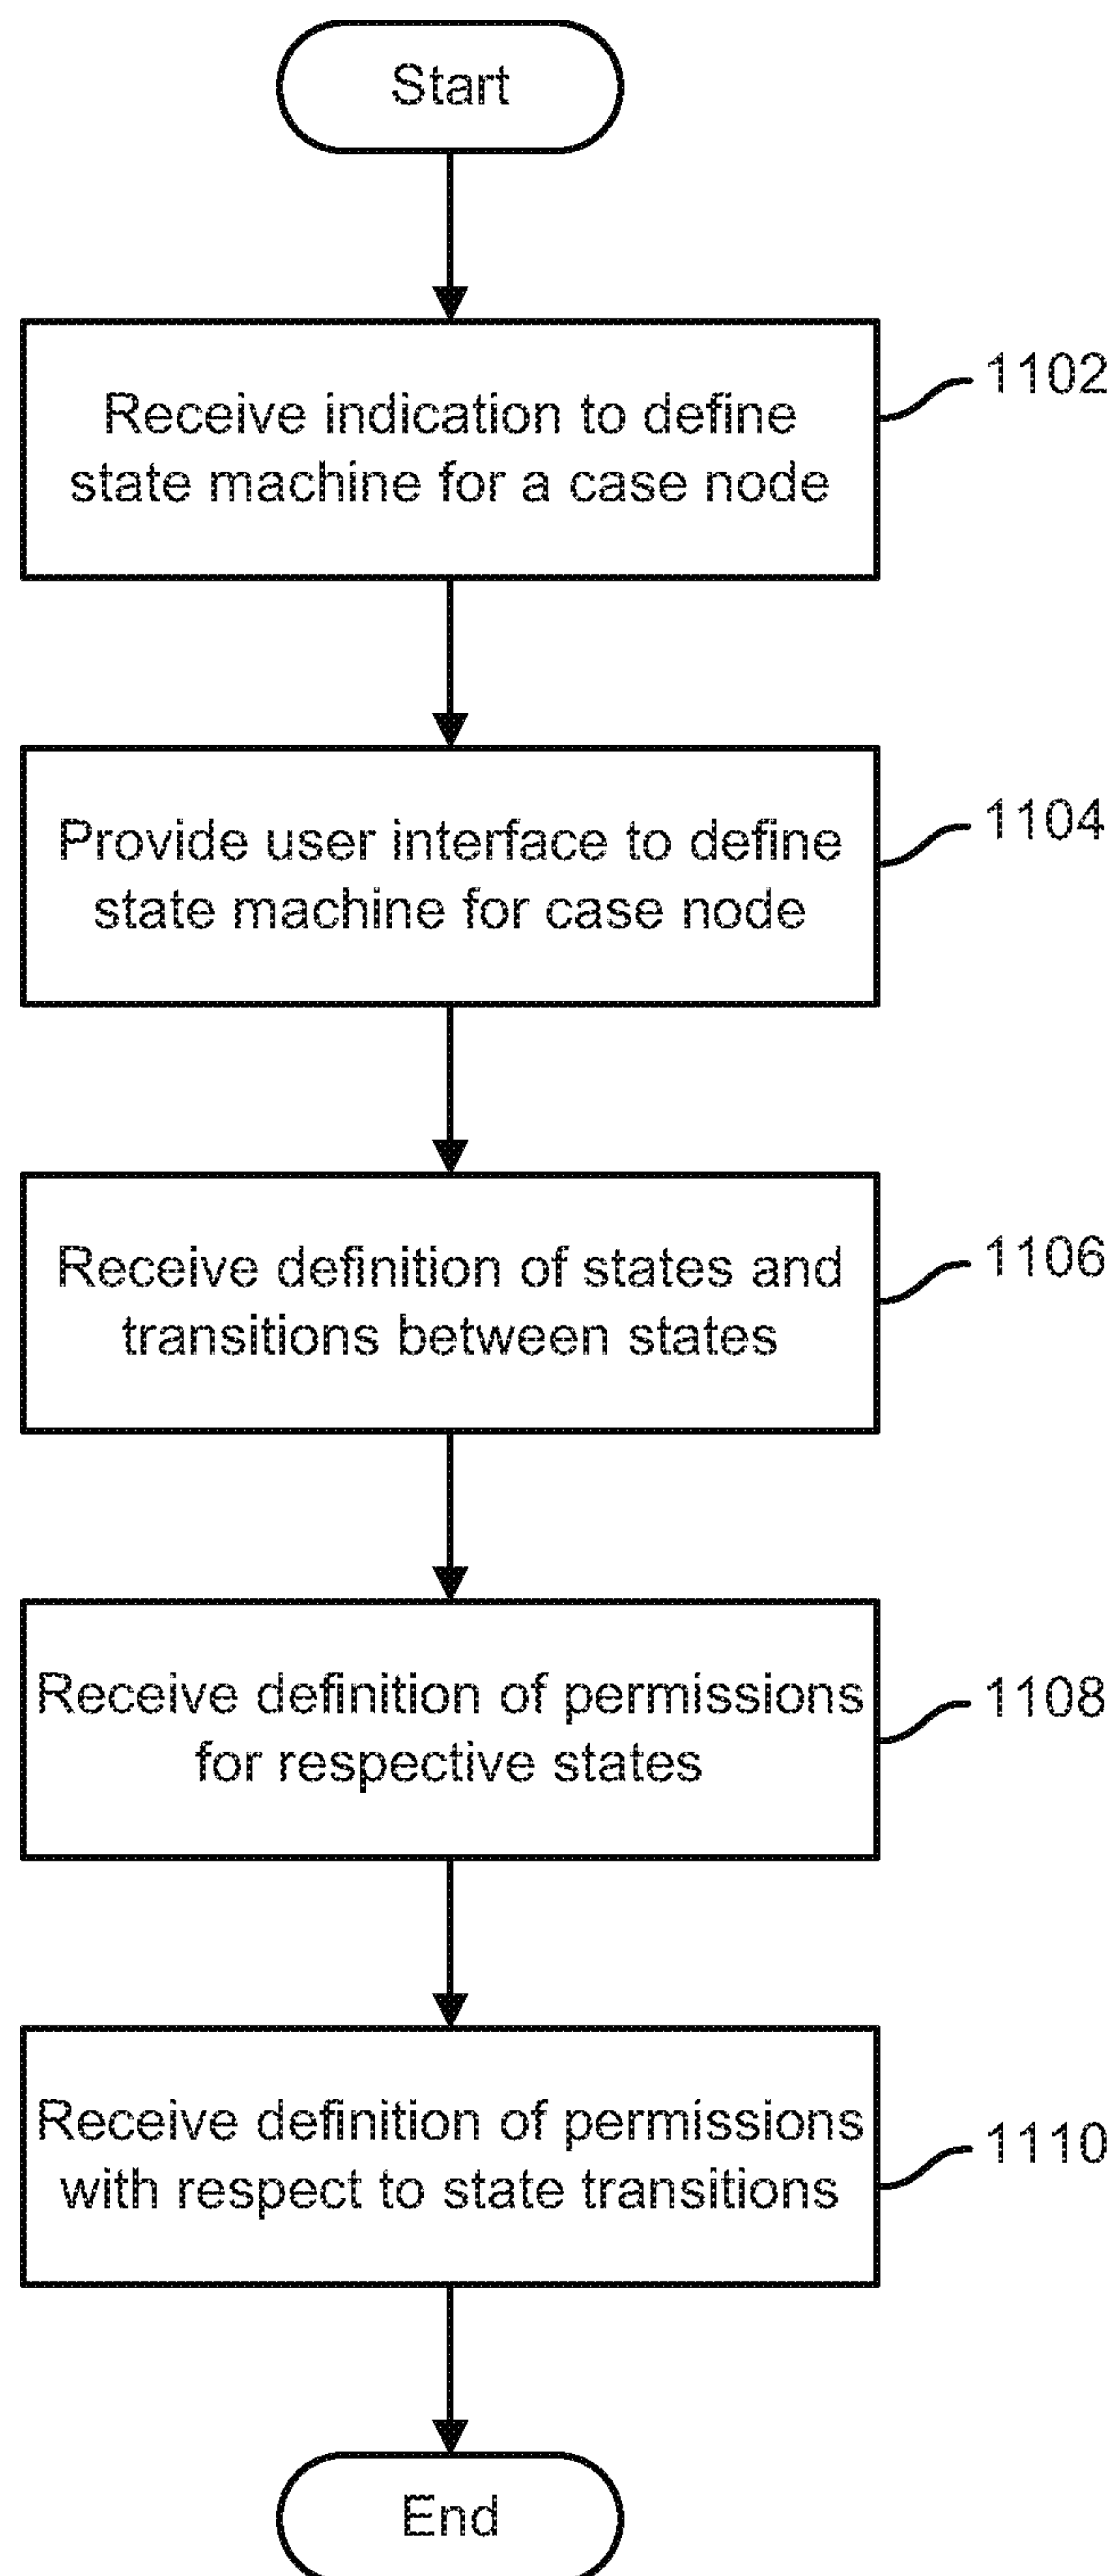 Start
Receive indication to define
state machine for a case node
1102
Provide user interface to define
state machine for case node
1104
Receive definition of states and
transitions between states
1106
Receive definition of permissions
for respective states
1108
Receive definition of permissions
with respect to state transitions
1110
End